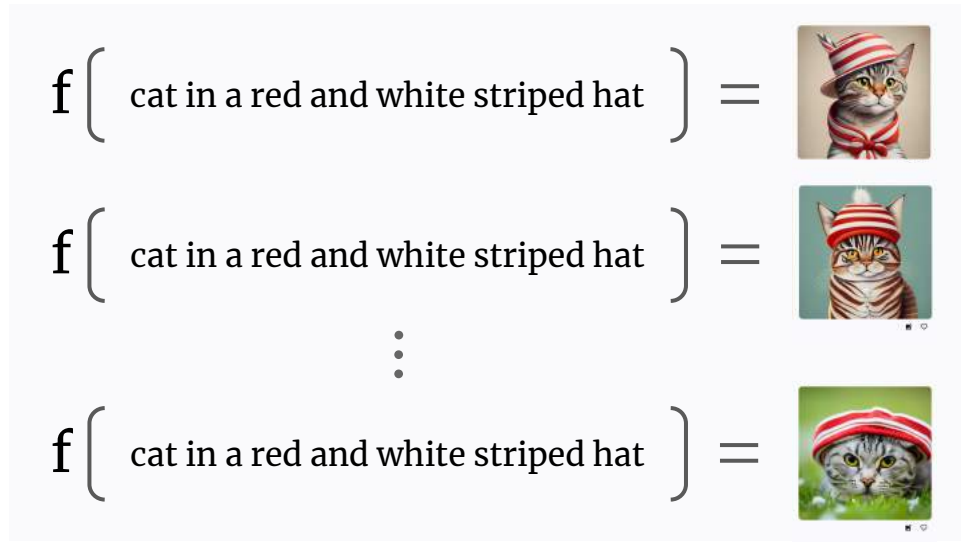 f( cat in a red and white striped hat ) =
f( cat in a red and white striped hat ) =
⋮
f( cat in a red and white striped hat ) =